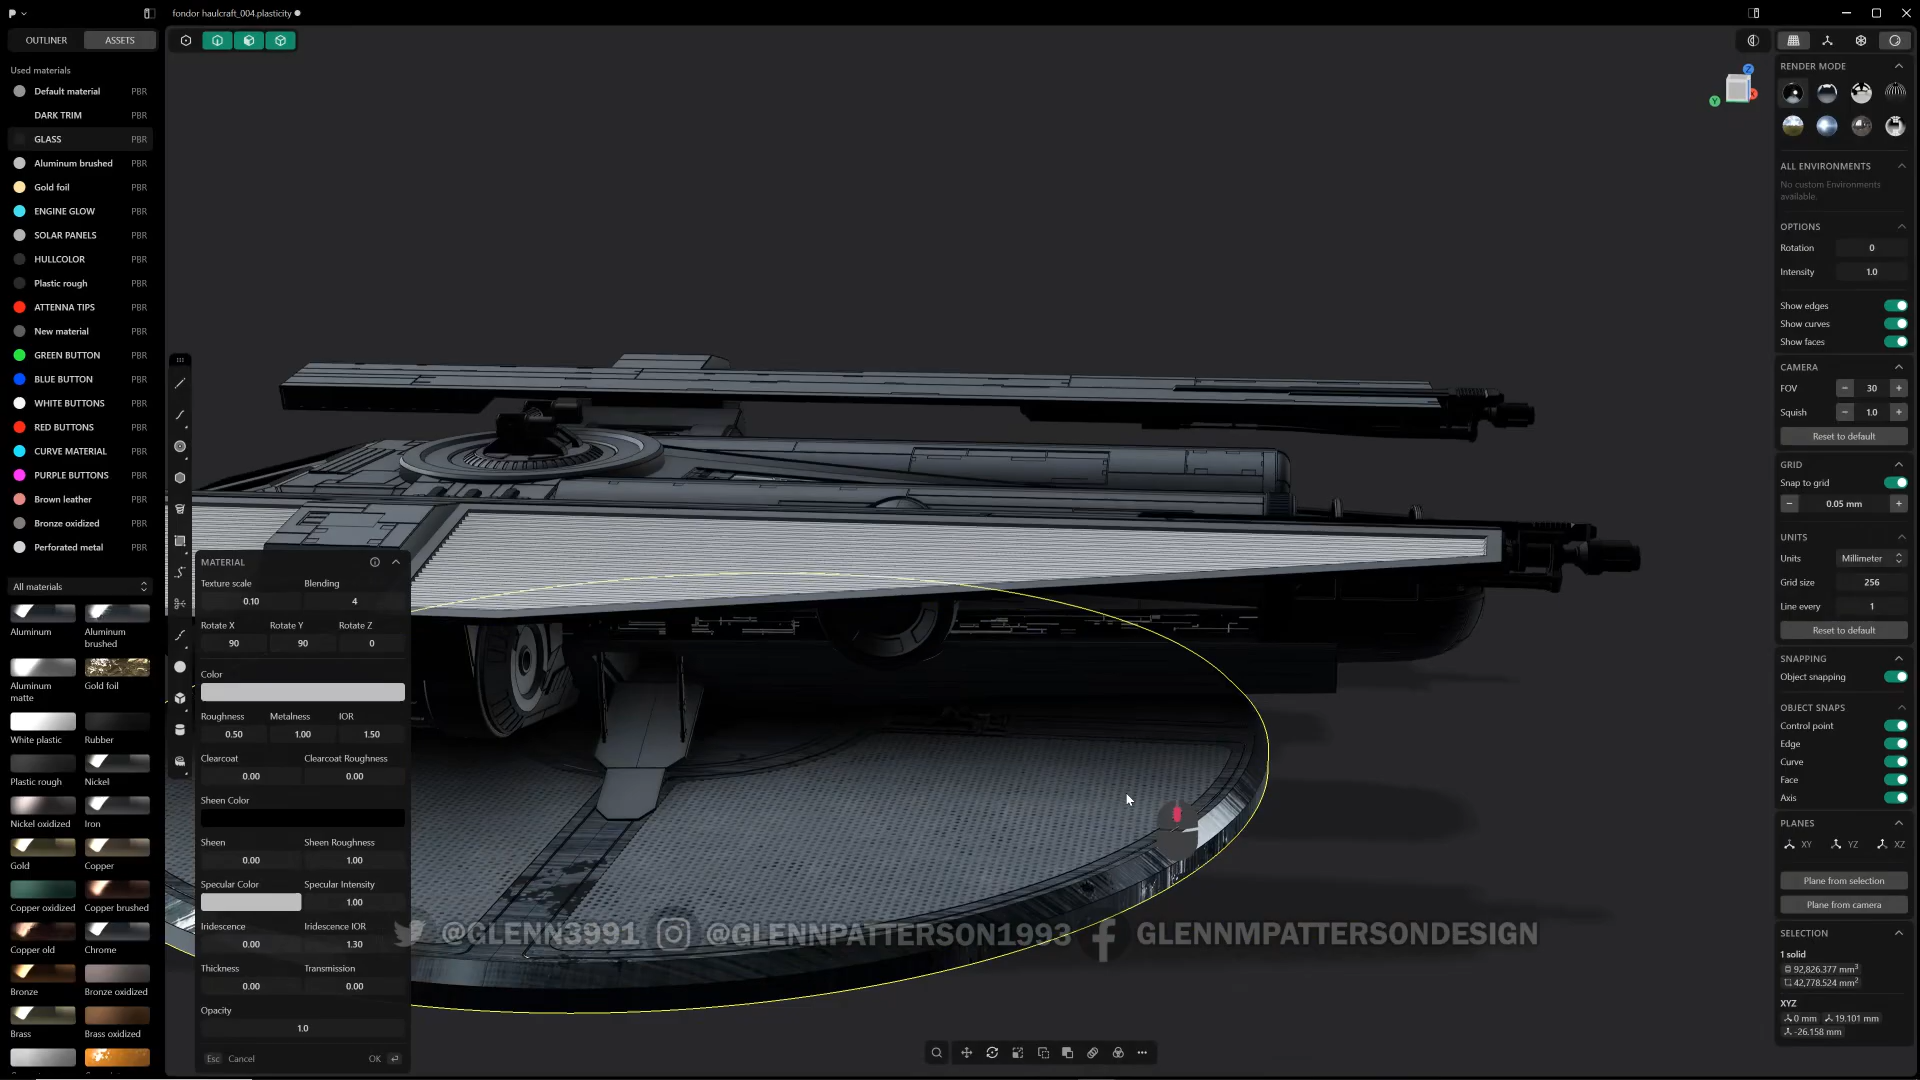 fondor haulcraft_004.plasticity
OUTLINER
ASSETS
Used materials
Default material PBR
DARK TRIM PBR
GLASS PBR
Aluminum brushed PBR
Gold foil PBR
ENGINE GLOW PBR
SOLAR PANELS PBR
HULLCOLOR PBR
Plastic rough PBR
ATTENNA TIPS PBR
New material PBR
GREEN BUTTON PBR
BLUE BUTTON PBR
WHITE BUTTONS PBR
RED BUTTONS PBR
CURVE MATERIAL PBR
PURPLE BUTTONS PBR
Brown leather PBR
Bronze oxidized PBR
Perforated metal PBR
All materials
Aluminum
Aluminum brushed
Aluminum matte
Gold foil
White plastic
Rubber
Plastic rough
Nickel
Nickel oxidized
Iron
Gold
Copper
Copper oxidized
Copper brushed
Copper old
Chrome
Bronze
Bronze oxidized
Brass
Brass oxidized
MATERIAL
Texture scale Blending
0.10 4
Rotate X Rotate Y Rotate Z
90 90 0
Color
Roughness Metalness IOR
0.50 1.00 1.50
Clearcoat Clearcoat Roughness
0.00 0.00
Sheen Color
Sheen Sheen Roughness
0.00 1.00
Specular Color Specular Intensity
1.00
Iridescence Iridescence IOR
0.00 1.30
Thickness Transmission
0.00 0.00
Opacity
1.0
Esc Cancel OK
@GLENN3991 @GLENNPATTERSON1993 GLENNMPATTERSONDESIGN
Z
X
Y
RENDER MODE
ALL ENVIRONMENTS
No custom Environments
available.
OPTIONS
Rotation 0
Intensity 1.0
Show edges
Show curves
Show faces
CAMERA
FOV − 30 +
Squish − 1.0 +
Reset to default
GRID
Snap to grid
− 0.05 mm +
UNITS
Units Millimeter
Grid size 256
Line every 1
Reset to default
SNAPPING
Object snapping
OBJECT SNAPS
Control point
Edge
Curve
Face
Axis
PLANES
XY YZ XZ
Plane from selection
Plane from camera
SELECTION
1 solid
92,826.377 mm³
42,778.524 mm²
XYZ
0 mm 19.101 mm
-26.158 mm